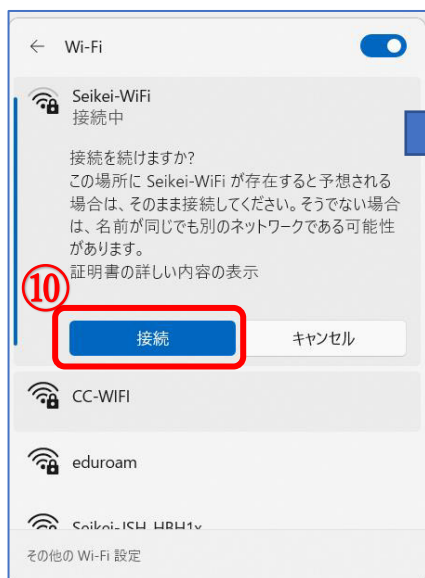 ← Wi-Fi
Seikei-WiFi
接続中
接続を続けますか?
この場所に Seikei-WiFi が存在すると予想される
場合は、そのまま接続してください。そうでない場合
は、名前が同じでも別のネットワークである可能性
があります。
証明書の詳しい内容の表示
⑩
接続 キャンセル
CC-WIFI
eduroam
Seikei-JSH_HBH1x
その他の Wi-Fi 設定